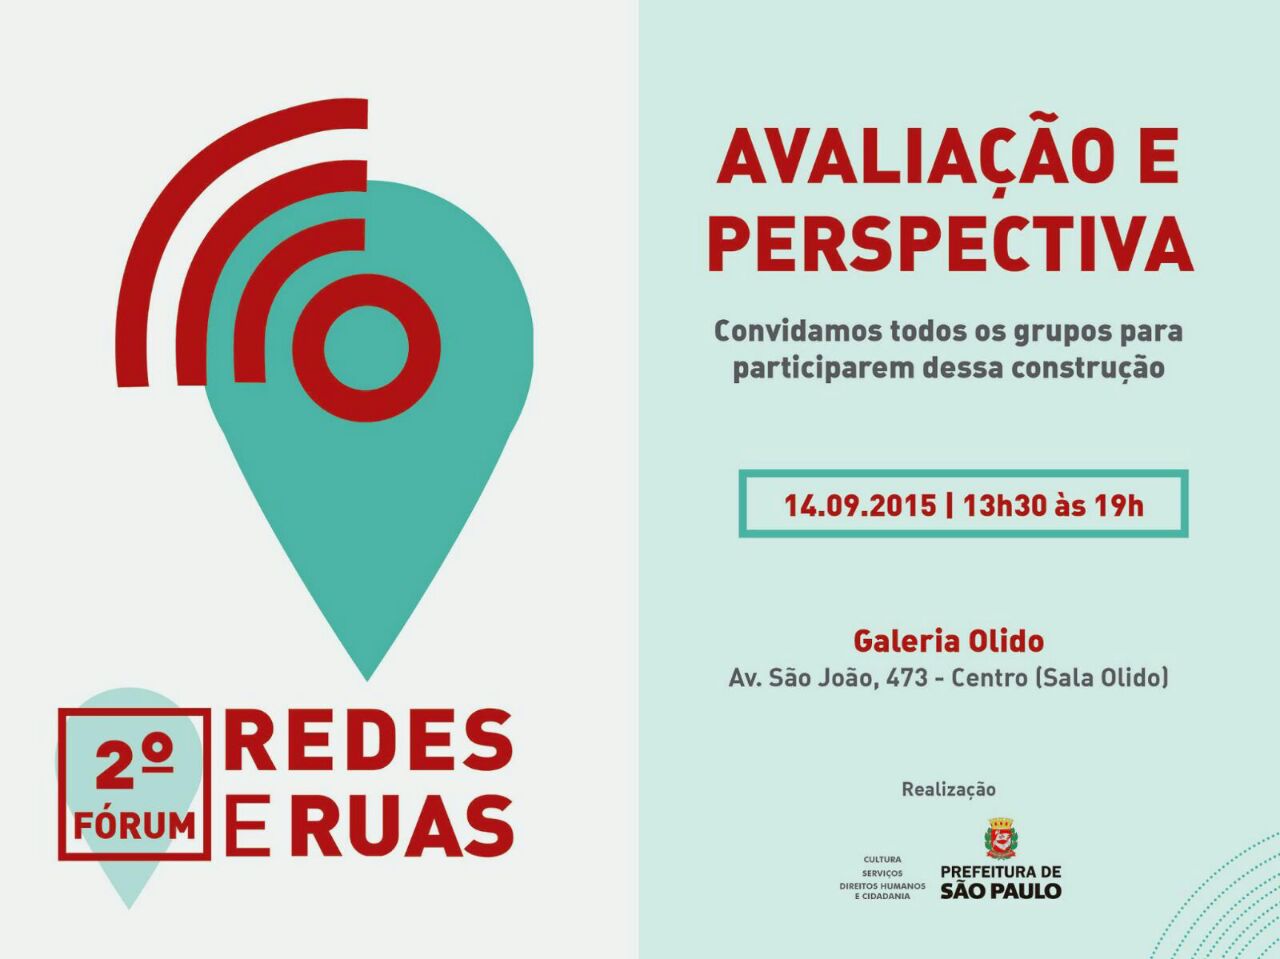 2º
FÓRUM
REDES
E RUAS
AVALIAÇÃO E
PERSPECTIVA
Convidamos todos os grupos para
participarem dessa construção
14.09.2015 | 13h30 às 19h
Galeria Olido
Av. São João, 473 - Centro (Sala Olido)
Realização
CULTURA
SERVIÇOS
DIREITOS HUMANOS
E CIDADANIA
PREFEITURA DE
SÃO PAULO